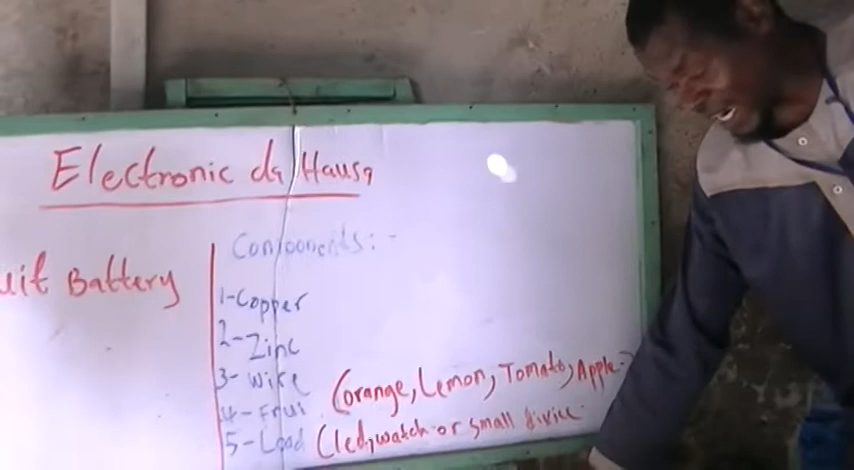 Electronic da Hausa
uit Battery
Components:-
1-Copper
2-Zinc
3-Wire
4-Frui (orange, Lemon, Tomato, Apple-)
5-Load (led, watch or small divice